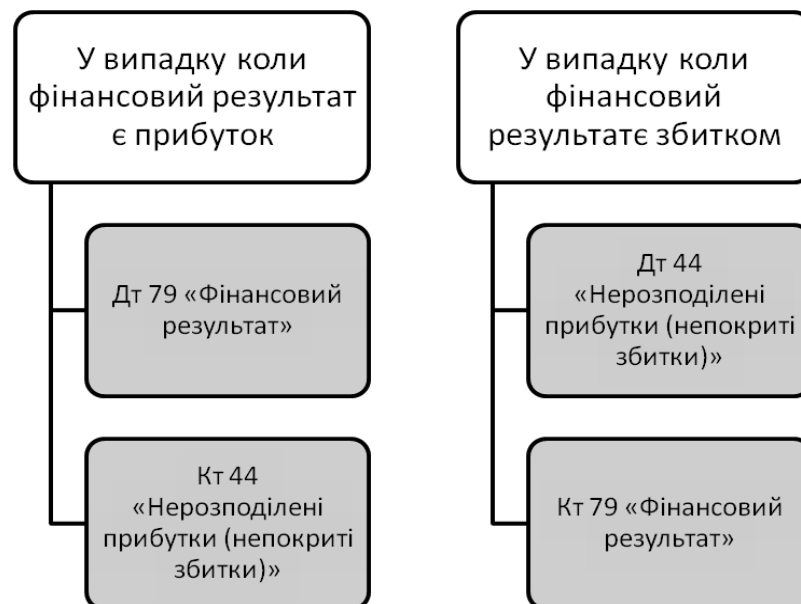 У випадку коли
фінансовий результат
є прибуток
Дт 79 «Фінансовий
результат»
Кт 44
«Нерозподілені
прибутки (непокриті
збитки)»
У випадку коли
фінансовий
результатє збитком
Дт 44
«Нерозподілені
прибутки (непокриті
збитки)»
Кт 79 «Фінансовий
результат»